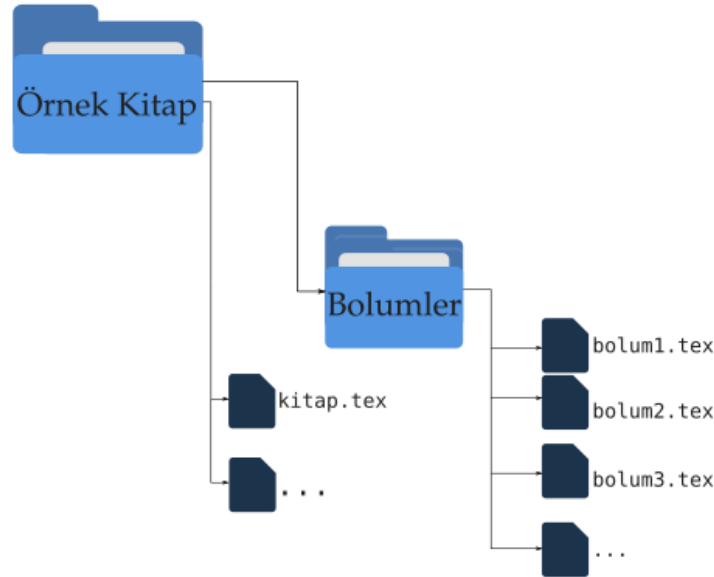 Örnek Kitap
Bolumler
bolum1.tex
kitap.tex
bolum2.tex
bolum3.tex
...
...